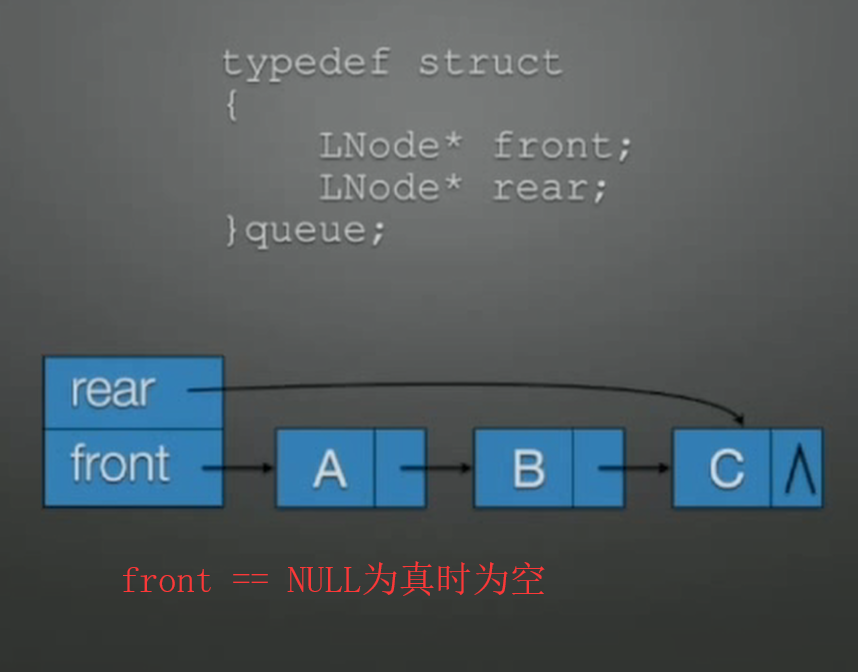 typedef struct
{
LNode* front;
LNode* rear;
}queue;
rear
front
A
B
C
Λ
front == NULL为真时为空